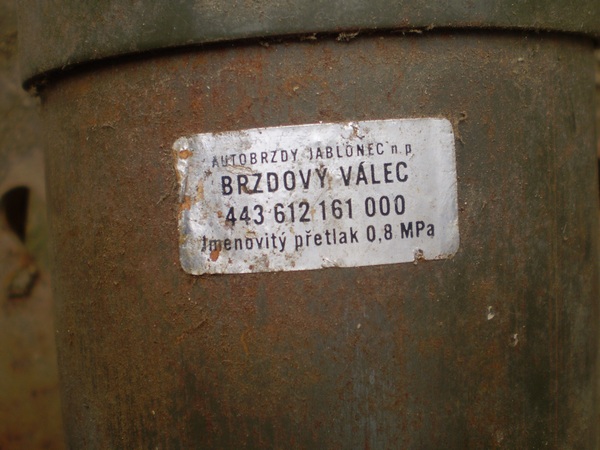 AUTOBRZDY JABLONEC n.p
BRZDOVÝ VÁLEC
443 612 161 000
Jmenovitý přetlak 0,8 MPa